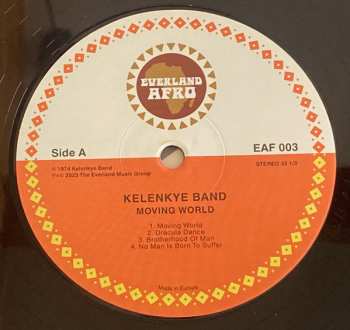 EVERLAND
AFRO
Side A
EAF 003
℗ 1974 Kelenkye Band
P+© 2023 The Everland Music Group
STEREO 33 1/3
KELENKYE BAND
MOVING WORLD
1. Moving World
2. Dracula Dance
3. Brotherhood Of Man
4. No Man Is Born To Suffer
Made in Europe